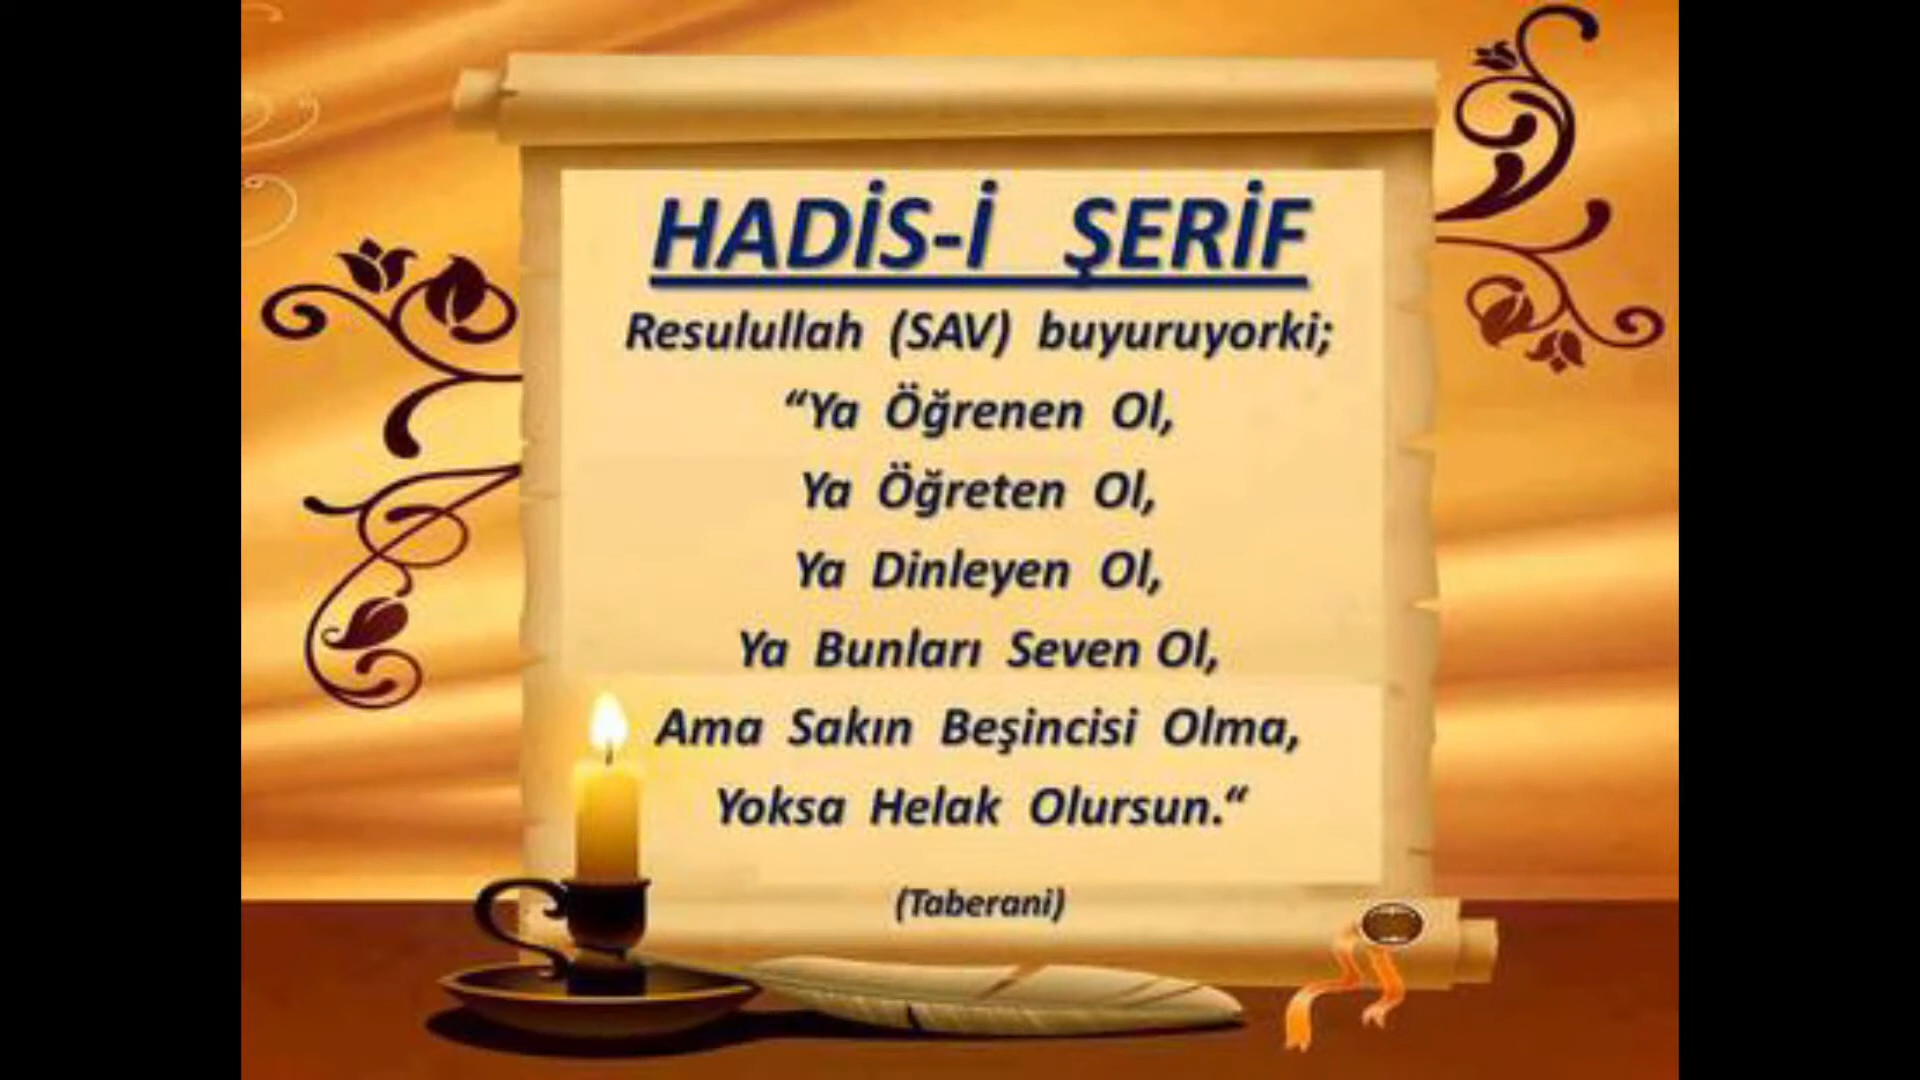 HADİS-İ ŞERİF
Resulullah (SAV) buyuruyorki;
“Ya Öğrenen Ol,
Ya Öğreten Ol,
Ya Dinleyen Ol,
Ya Bunları Seven Ol,
Ama Sakın Beşincisi Olma,
Yoksa Helak Olursun.“
(Taberani)